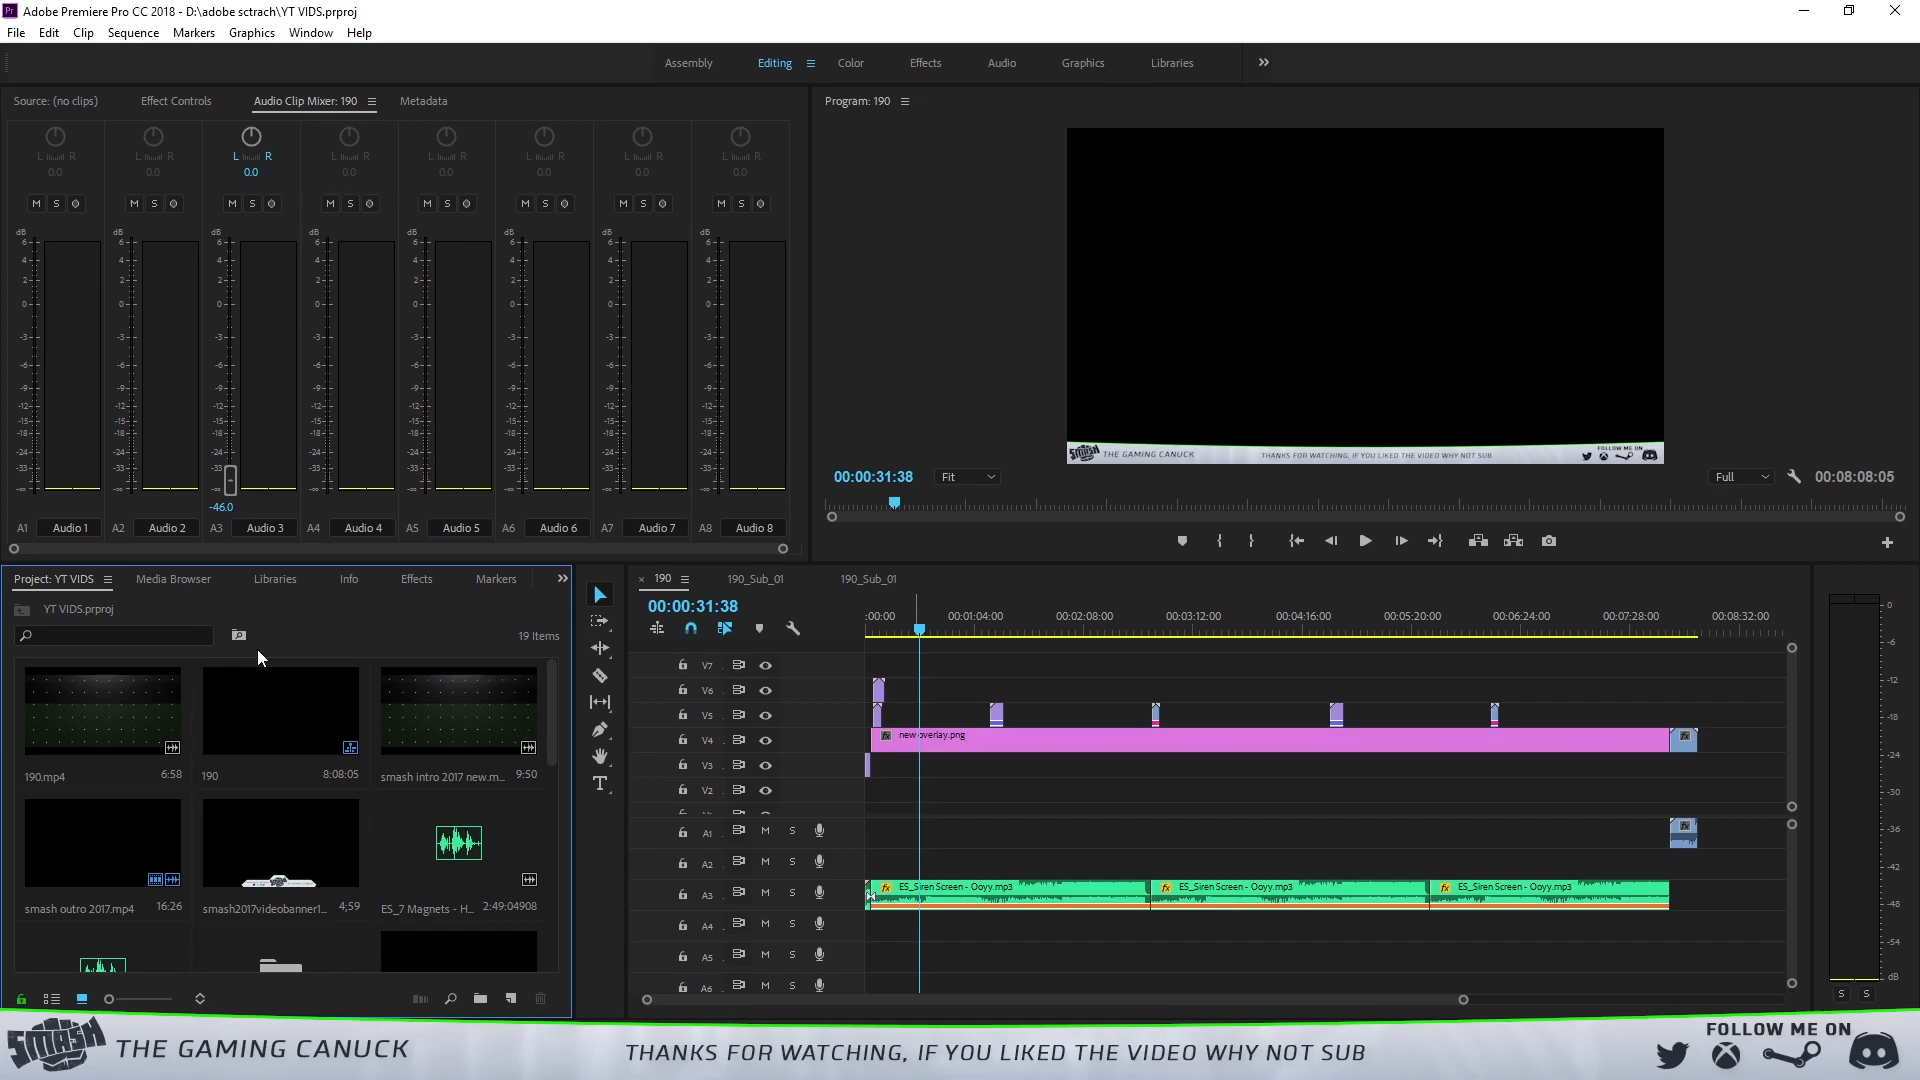 Adobe Premiere Pro CC 2018 - D:\adobe sctrach\YT VIDS.prproj
File Edit Clip Sequence Markers Graphics Window Help
Assembly Editing Color Effects Audio Graphics Libraries
Source: (no clips) Effect Controls Audio Clip Mixer: 190 Metadata
Program: 190
L R L R L R L R L R L R L R L R
0.0 0.0 0.0 0.0 0.0 0.0 0.0 0.0
M S M S M S M S M S M S M S M S
dB dB dB dB dB dB dB dB
6 6 6 6 6 6 6 6
4 4 4 4 4 4 4 4
2 2 2 2 2 2 2 2
0 0 0 0 0 0 0 0
-3 -3 -3 -3 -3 -3 -3 -3
-6 -6 -6 -6 -6 -6 -6 -6
-9 -9 -9 -9 -9 -9 -9 -9
-12 -12 -12 -12 -12 -12 -12 -12
-15 -15 -15 -15 -15 -15 -15 -15
-18 -18 -18 -18 -18 -18 -18 -18
-24 -24 -24 -24 -24 -24 -24 -24
-33 -33 -33 -33 -33 -33 -33 -33
-∞ -∞ -∞ -∞ -∞ -∞ -∞ -∞
-46.0
A1 Audio 1 A2 Audio 2 A3 Audio 3 A4 Audio 4 A5 Audio 5 A6 Audio 6 A7 Audio 7 A8 Audio 8
SMASH THE GAMING CANUCK THANKS FOR WATCHING, IF YOU LIKED THE VIDEO WHY NOT SUB FOLLOW ME ON
00:00:31:38 Fit Full 00:08:08:05
Project: YT VIDS Media Browser Libraries Info Effects Markers
YT VIDS.prproj
19 Items
190.mp4 6:58
190 8:08:05
smash intro 2017 new.m... 9:50
smash outro 2017.mp4 16:26
smash2017videobanner1... 4;59
ES_7 Magnets - H... 2:49:04908
× 190 190_Sub_01 190_Sub_01
00:00:31:38
:00:00 00:01:04:00 00:02:08:00 00:03:12:00 00:04:16:00 00:05:20:00 00:06:24:00 00:07:28:00 00:08:32:00
V7
V6
V5
V4 fx new overlay.png fx
V3
V2
A1 M S fx
A2 M S
A3 M S fx ES_Siren Screen - Ooyy.mp3 fx ES_Siren Screen - Ooyy.mp3 fx ES_Siren Screen - Ooyy.mp3
A4 M S
A5 M S
A6 M S
0
-6
-12
-18
-24
-30
-36
-42
-48
-54
dB
S S
SMASH THE GAMING CANUCK THANKS FOR WATCHING, IF YOU LIKED THE VIDEO WHY NOT SUB FOLLOW ME ON